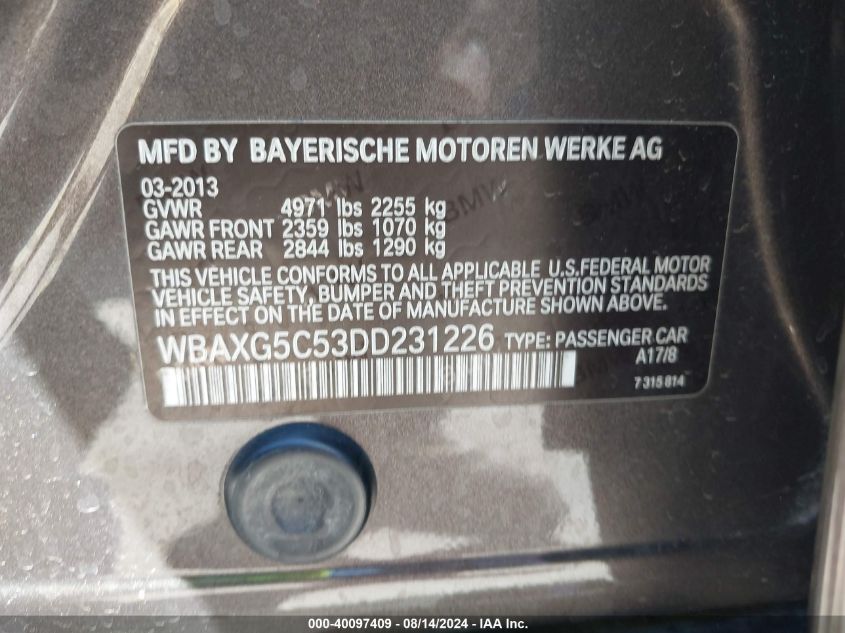 MFD BY BAYERISCHE MOTOREN WERKE AG
03-2013
GVWR 4971 lbs 2255 kg
GAWR FRONT 2359 lbs 1070 kg
GAWR REAR 2844 lbs 1290 kg
THIS VEHICLE CONFORMS TO ALL APPLICABLE U.S.FEDERAL MOTOR
VEHICLE SAFETY, BUMPER AND THEFT PREVENTION STANDARDS
IN EFFECT ON THE DATE OF MANUFACTURE SHOWN ABOVE.
WBAXG5C53DD231226 TYPE: PASSENGER CAR
A17/8
7 315 814
000-40097409 - 08/14/2024 - IAA Inc.